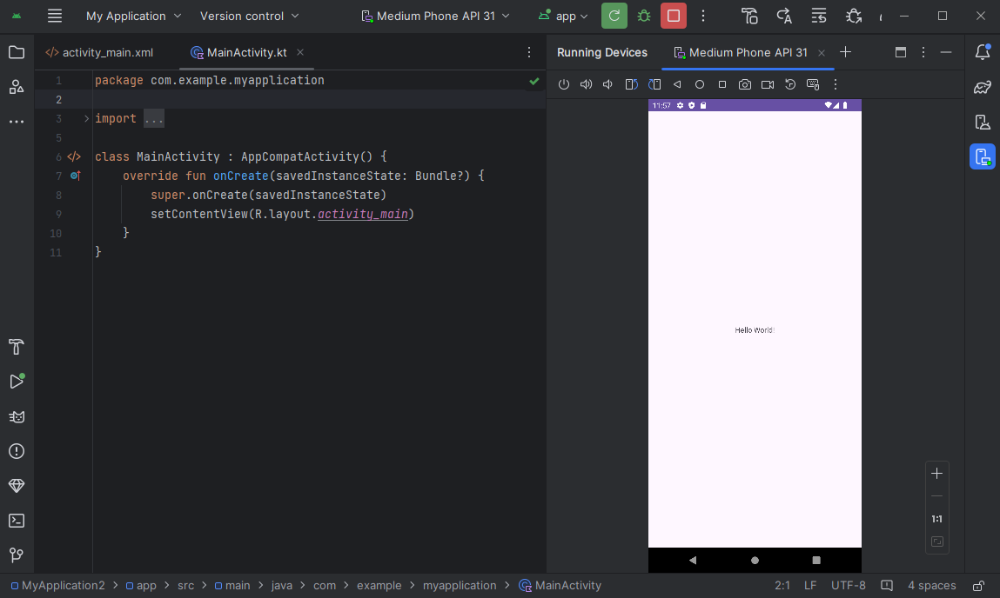 My Application
Version control
Medium Phone API 31
app
activity_main.xml
MainActivity.kt
Running Devices
Medium Phone API 31
1 package com.example.myapplication
2
3 import ...
5
6 class MainActivity : AppCompatActivity() {
7 override fun onCreate(savedInstanceState: Bundle?) {
8 super.onCreate(savedInstanceState)
9 setContentView(R.layout.activity_main)
10 }
11 }
11:57
Hello World!
1:1
MyApplication2 > app > src > main > java > com > example > myapplication > MainActivity
2:1 LF UTF-8 4 spaces